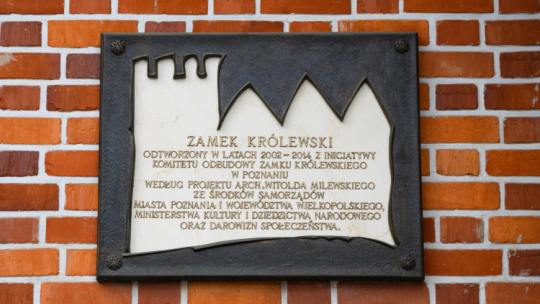 ZAMEK KRÓLEWSKI
ODTWORZONY W LATACH 2002-2014 Z INICJATYWY
KOMITETU ODBUDOWY ZAMKU KRÓLEWSKIEGO
W POZNANIU
WEDŁUG PROJEKTU ARCH. WITOLDA MILEWSKIEGO
ZE ŚRODKÓW SAMORZĄDÓW
MIASTA POZNANIA I WOJEWÓDZTWA WIELKOPOLSKIEGO,
MINISTERSTWA KULTURY I DZIEDZICTWA NARODOWEGO
ORAZ DAROWIZN SPOŁECZEŃSTWA.